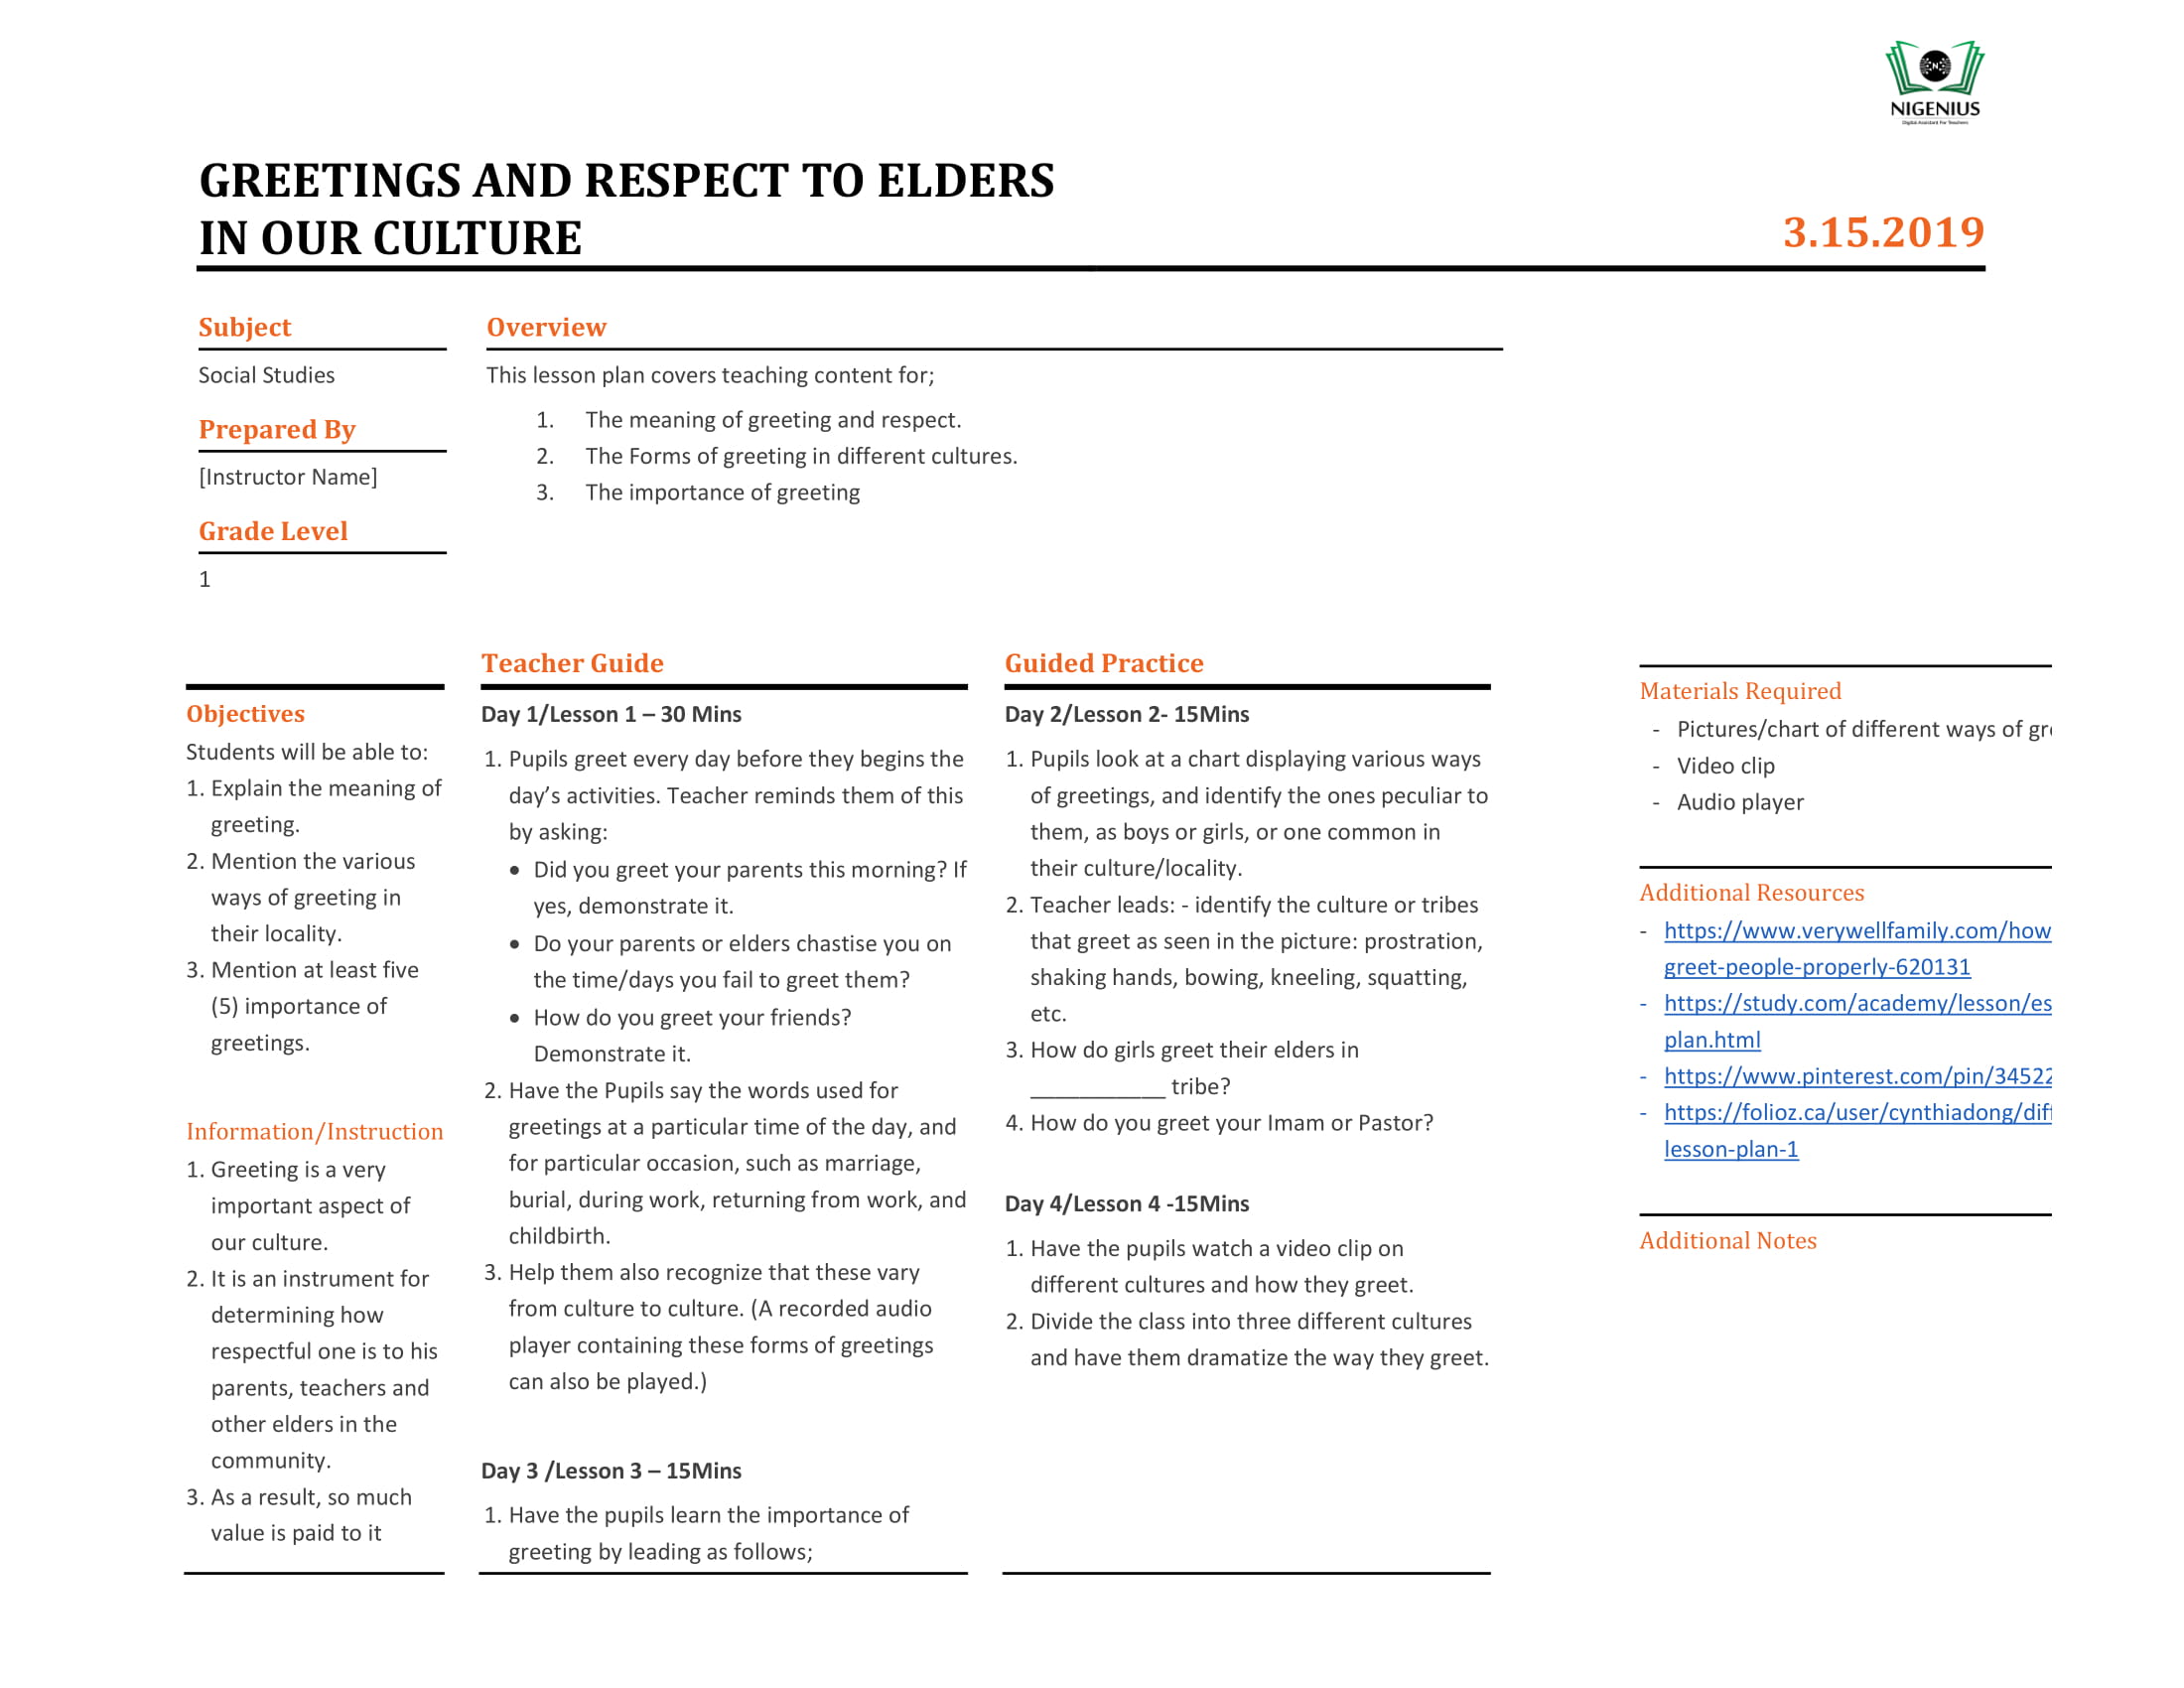 NIGENIUS
Digital Assistant For Teachers
GREETINGS AND RESPECT TO ELDERS
IN OUR CULTURE
3.15.2019
Subject
Social Studies
Prepared By
[Instructor Name]
Grade Level
1
Overview
This lesson plan covers teaching content for;
1. The meaning of greeting and respect.
2. The Forms of greeting in different cultures.
3. The importance of greeting
Objectives
Students will be able to:
1. Explain the meaning of
greeting.
2. Mention the various
ways of greeting in
their locality.
3. Mention at least five
(5) importance of
greetings.
Information/Instruction
1. Greeting is a very
important aspect of
our culture.
2. It is an instrument for
determining how
respectful one is to his
parents, teachers and
other elders in the
community.
3. As a result, so much
value is paid to it
Teacher Guide
Day 1/Lesson 1 – 30 Mins
1. Pupils greet every day before they begins the
day’s activities. Teacher reminds them of this
by asking:
• Did you greet your parents this morning? If
yes, demonstrate it.
• Do your parents or elders chastise you on
the time/days you fail to greet them?
• How do you greet your friends?
Demonstrate it.
2. Have the Pupils say the words used for
greetings at a particular time of the day, and
for particular occasion, such as marriage,
burial, during work, returning from work, and
childbirth.
3. Help them also recognize that these vary
from culture to culture. (A recorded audio
player containing these forms of greetings
can also be played.)
Day 3 /Lesson 3 – 15Mins
1. Have the pupils learn the importance of
greeting by leading as follows;
Guided Practice
Day 2/Lesson 2- 15Mins
1. Pupils look at a chart displaying various ways
of greetings, and identify the ones peculiar to
them, as boys or girls, or one common in
their culture/locality.
2. Teacher leads: - identify the culture or tribes
that greet as seen in the picture: prostration,
shaking hands, bowing, kneeling, squatting,
etc.
3. How do girls greet their elders in
___________ tribe?
4. How do you greet your Imam or Pastor?
Day 4/Lesson 4 -15Mins
1. Have the pupils watch a video clip on
different cultures and how they greet.
2. Divide the class into three different cultures
and have them dramatize the way they greet.
Materials Required
- Pictures/chart of different ways of
- Video clip
- Audio player
Additional Resources
- https://www.verywellfamily.com/how
greet-people-properly-620131
- https://study.com/academy/lesson/es
plan.html
- https://www.pinterest.com/pin/34522
- https://folioz.ca/user/cynthiadong/dif
lesson-plan-1
Additional Notes